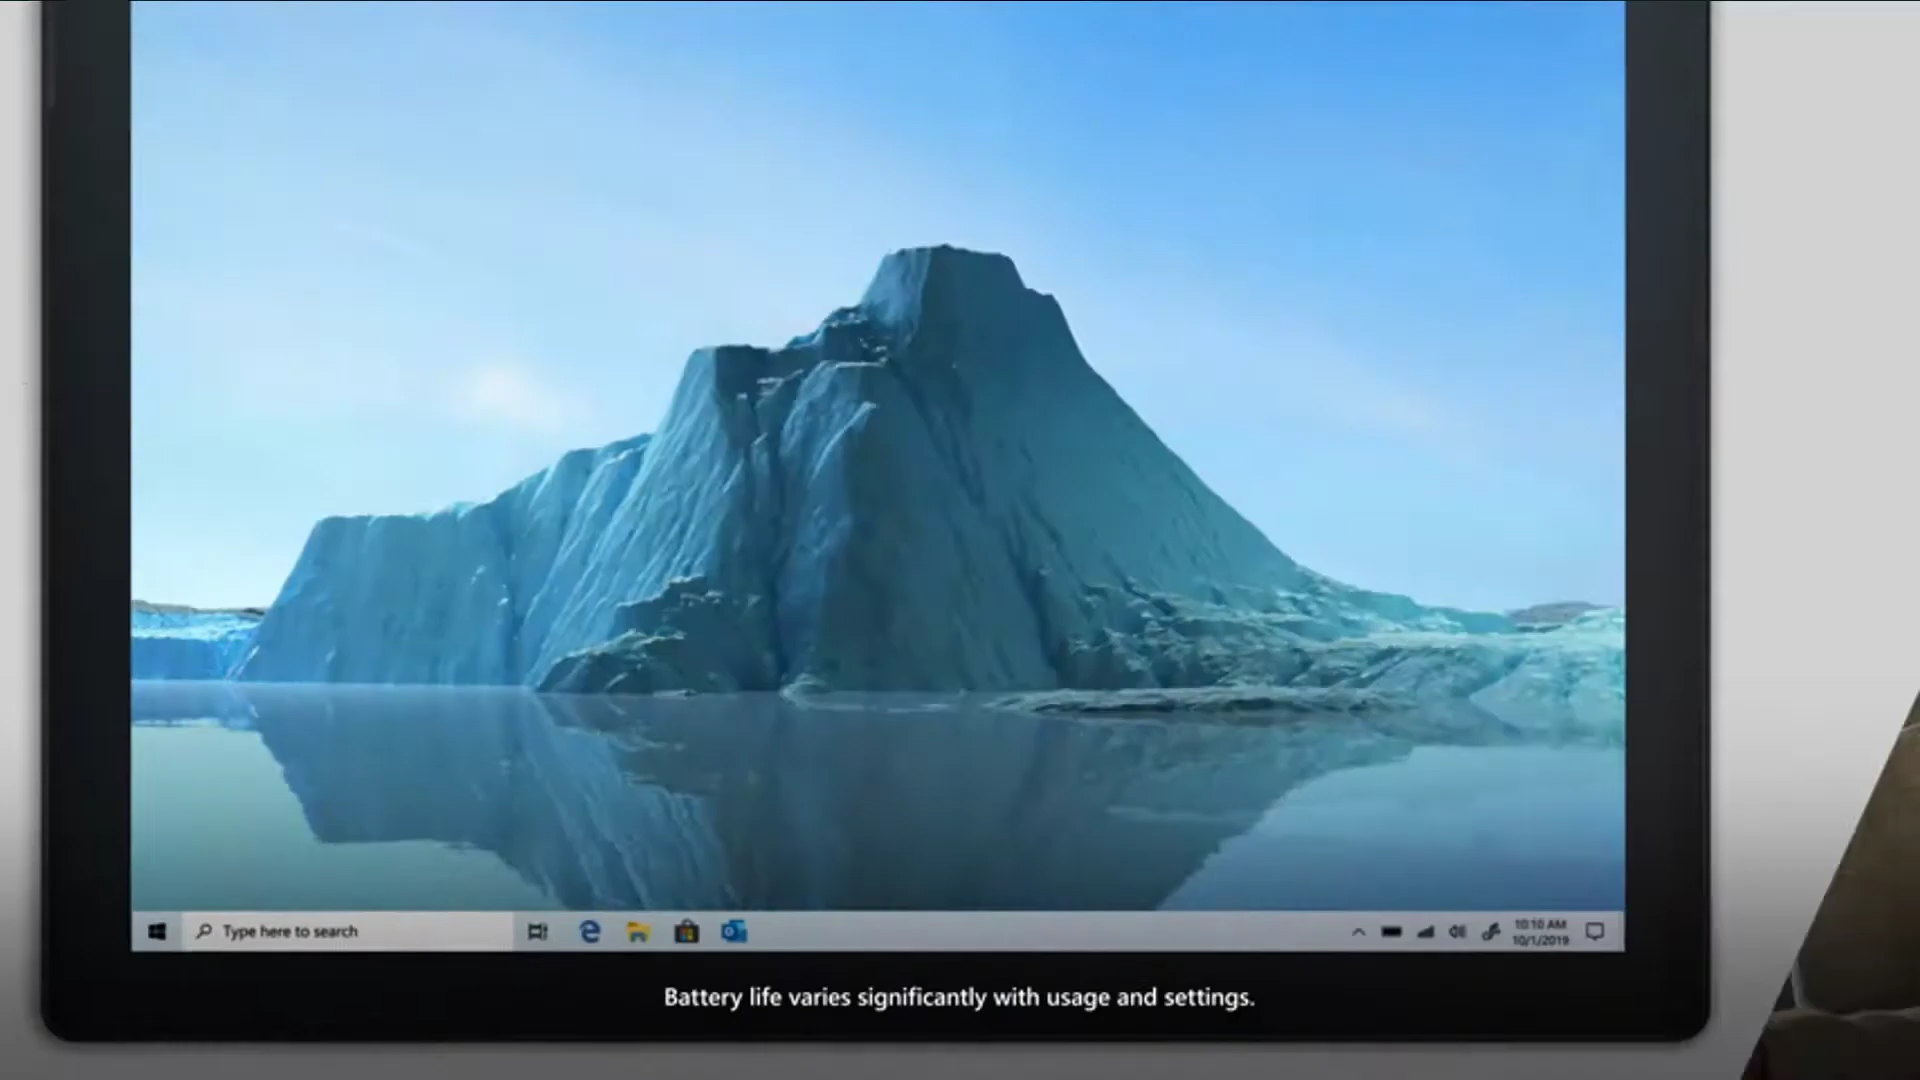 Type here to search
10:10 AM
10/1/2019
Battery life varies significantly with usage and settings.